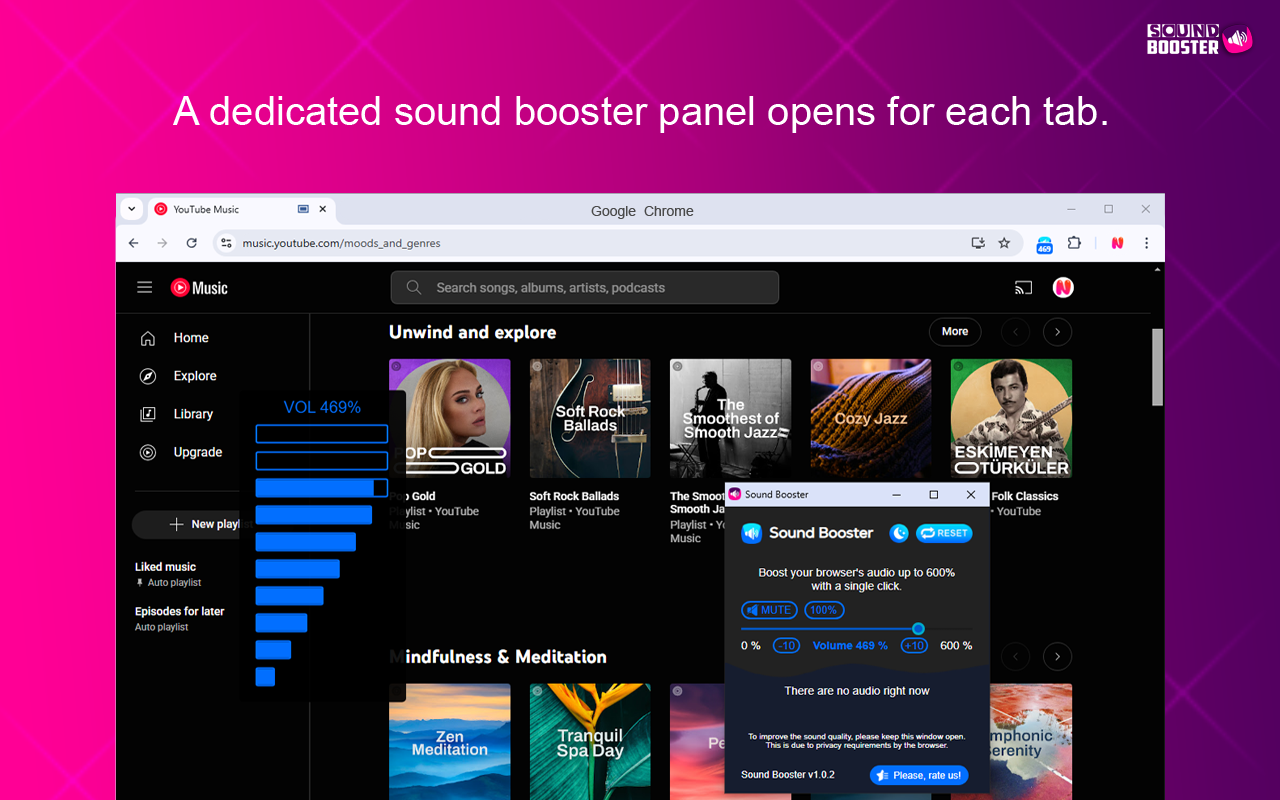 SOUND
BOOSTER
A dedicated sound booster panel opens for each tab.
YouTube Music
Google Chrome
music.youtube.com/moods_and_genres
469
N
Music
Search songs, albums, artists, podcasts
N
Home
Explore
Library
Upgrade
New playl
Liked music
Auto playlist
Episodes for later
Auto playlist
VOL 469%
Unwind and explore
More
POP
GOLD
Soft Rock
Ballads
The
Smoothest of
Smooth Jazz
Cozy Jazz
ESKİMEYEN
TÜRKÜLER
Pop Gold
Playlist • YouTube
Music
Soft Rock Ballads
Playlist • YouTube
Music
The Smoot
Smooth Ja
Playlist • Yo
Music
Folk Classics
• YouTube
Mindfulness & Meditation
Zen
Meditation
Tranquil
Spa Day
Pe
mphonic
Serenity
Sound Booster
Sound Booster
RESET
Boost your browser's audio up to 600%
with a single click.
MUTE
100%
0 %
-10
Volume 469 %
+10
600 %
There are no audio right now
To improve the sound quality, please keep this window open.
This is due to privacy requirements by the browser.
Sound Booster v1.0.2
Please, rate us!